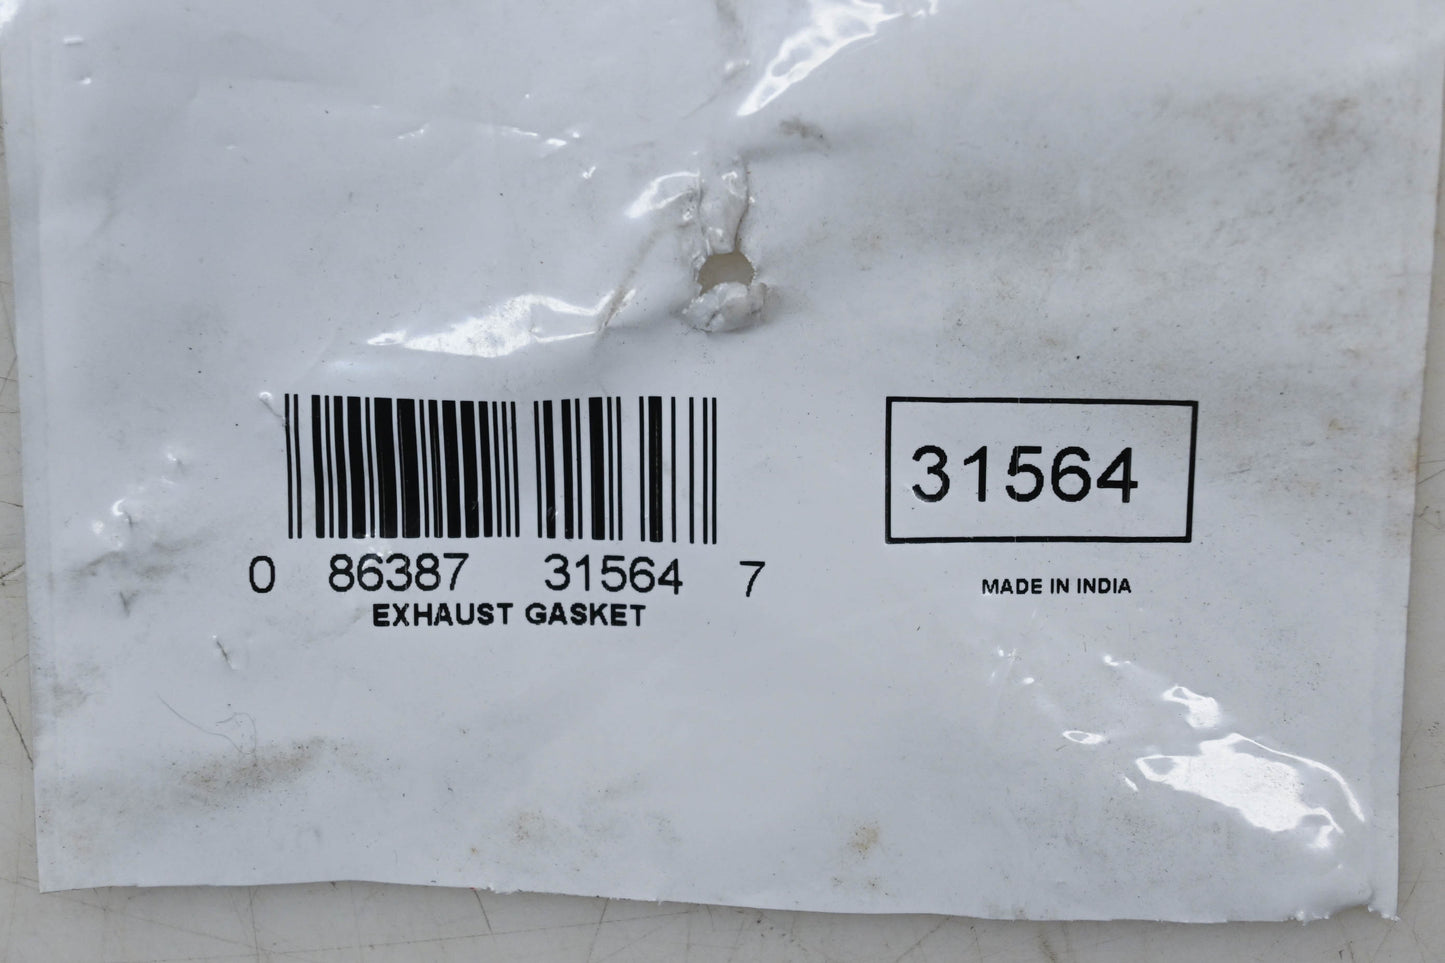 31564
0 86387 31564 7
EXHAUST GASKET
MADE IN INDIA